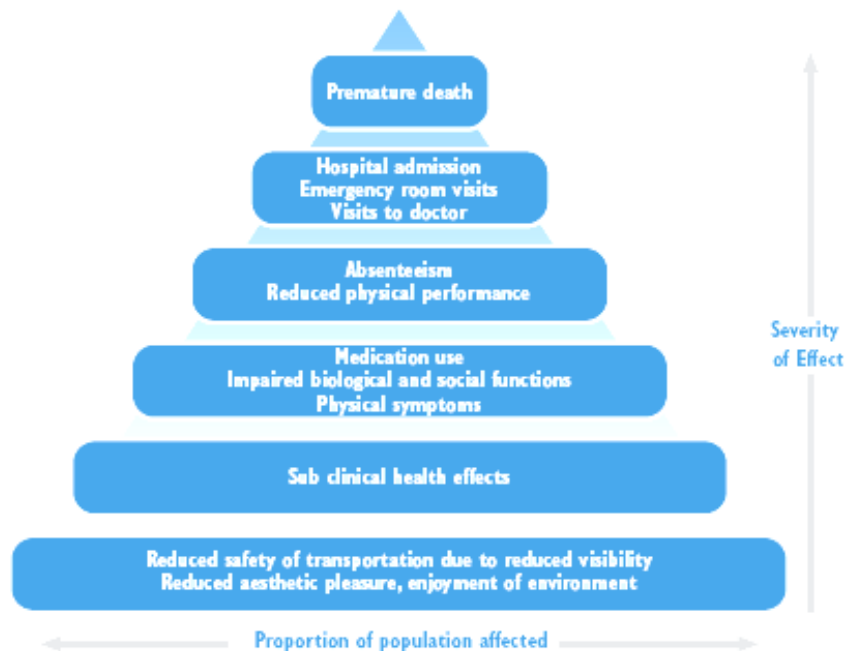 Premature death
Hospital admission
Emergency room visits
Visits to doctor
Absenteeism
Reduced physical performance
Medication use
Impaired biological and social functions
Physical symptoms
Sub clinical health effects
Reduced safety of transportation due to reduced visibility
Reduced aesthetic pleasure, enjoyment of environment
Severity
of Effect
Proportion of population affected